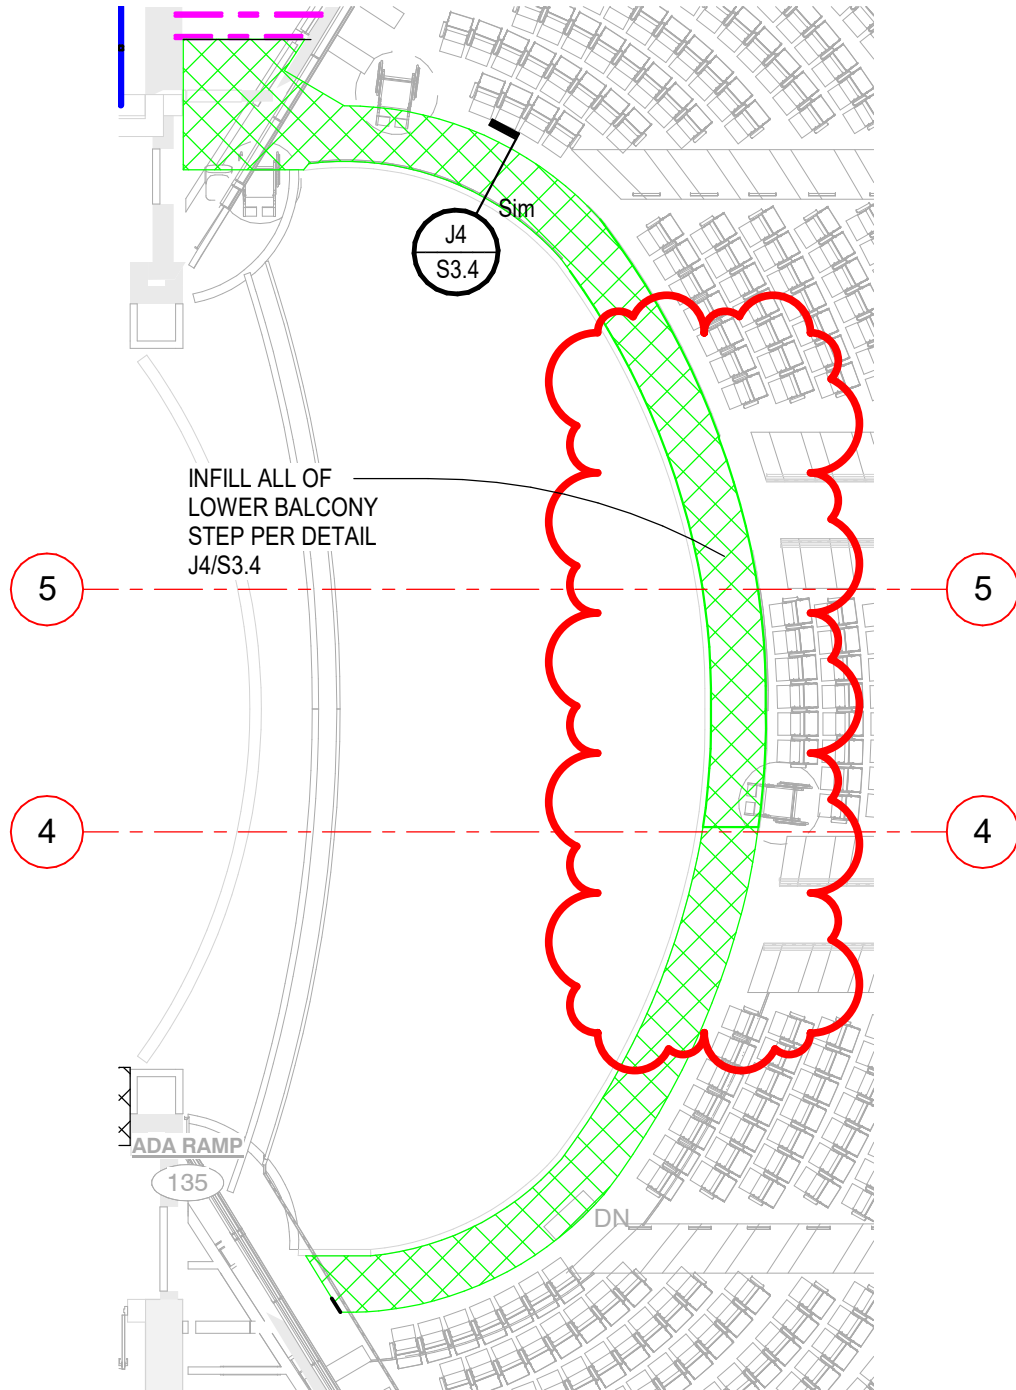 Sim
J4
S3.4
INFILL ALL OF
LOWER BALCONY
STEP PER DETAIL
J4/S3.4
5
5
4
4
ADA RAMP
135
DN